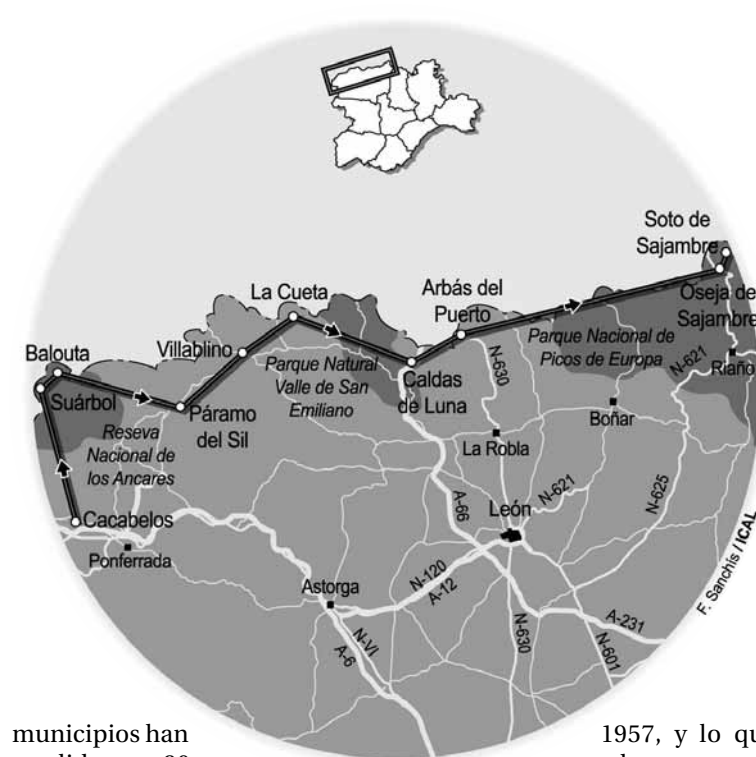 Soto de
Sajambre
Oseja de
Sajambre
N-621
Riaño
Arbás del
Puerto
Parque Nacional de
Picos de Europa
La Cueta
Villablino
Parque Natural
Valle de San
Emiliano
Caldas
de Luna
N-630
Balouta
Suárbol
Páramo
del Sil
Reseva
Nacional de
los Ancares
Boñar
La Robla
Cacabelos
Ponferrada
A-66
León
N-621
N-625
Astorga
N-120
A-12
N-VI
A-6
N-630
A-231
N-601
F. Sanchis / ICAL
municipios han
1957, y lo qu